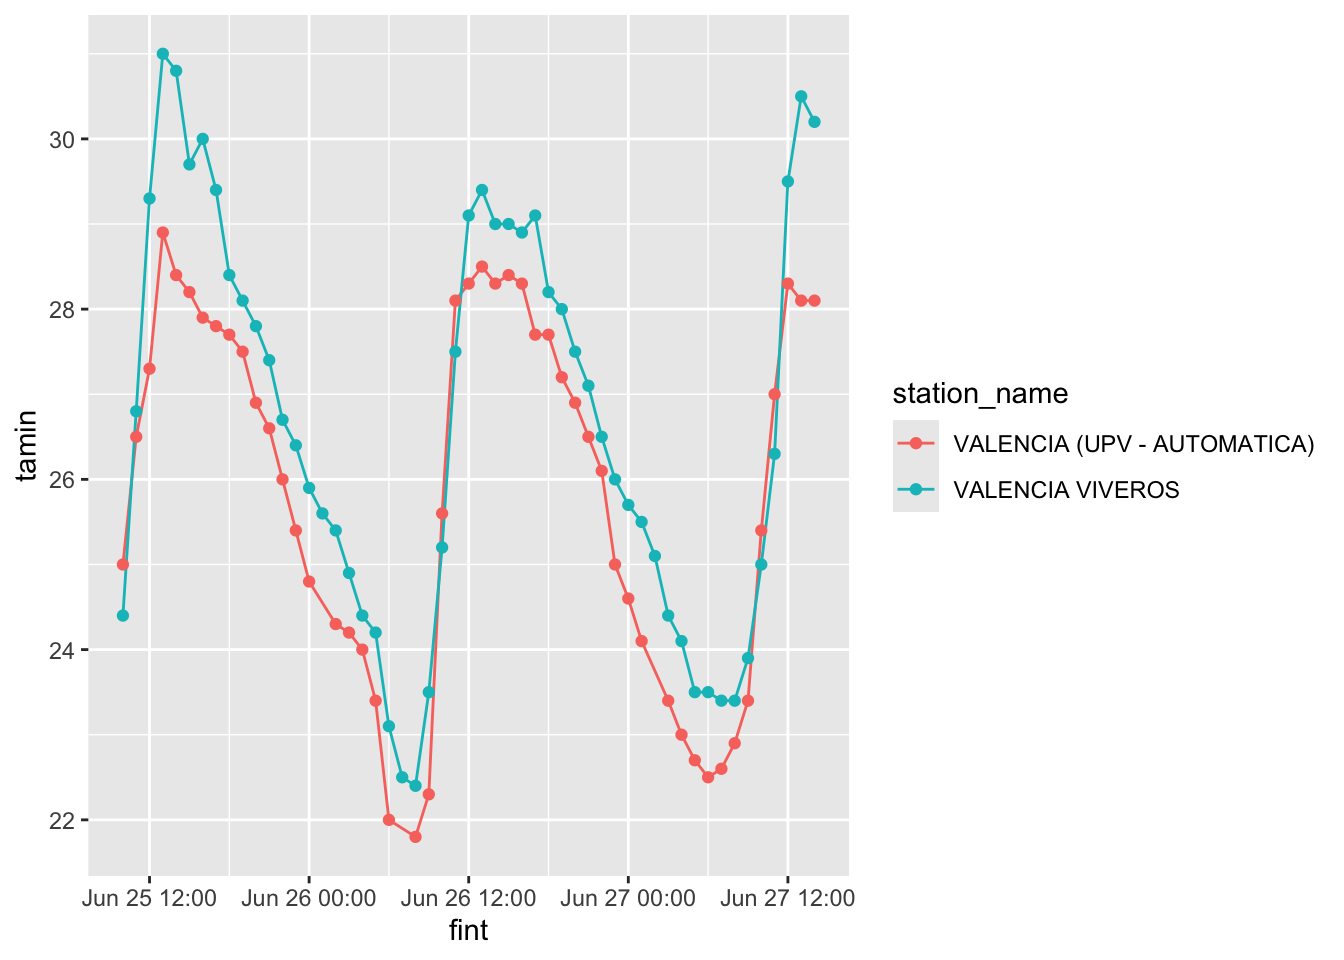 30
28
26
24
22
tamin
Jun 25 12:00 Jun 26 00:00 Jun 26 12:00 Jun 27 00:00 Jun 27 12:00
fint
station_name
VALENCIA (UPV - AUTOMATICA)
VALENCIA VIVEROS